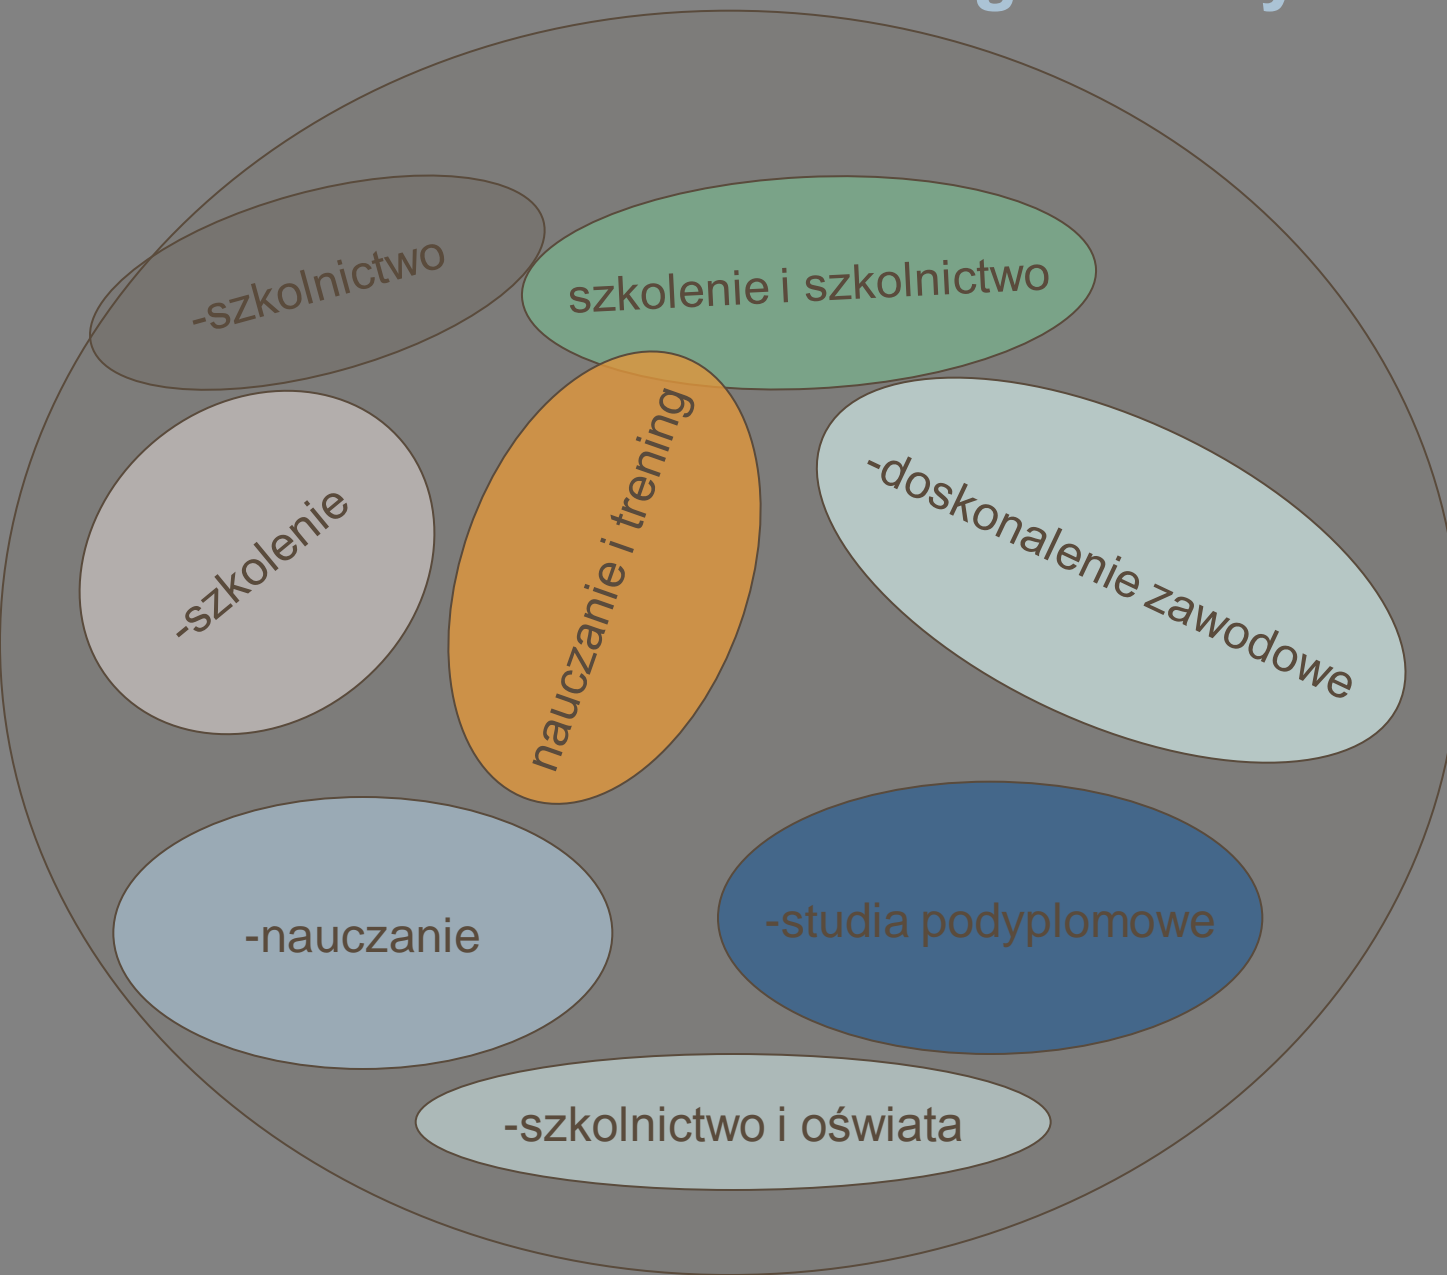 -szkolnictwo
szkolenie i szkolnictwo
-szkolenie
nauczanie i trening
-doskonalenie zawodowe
-nauczanie
-studia podyplomowe
-szkolnictwo i oświata